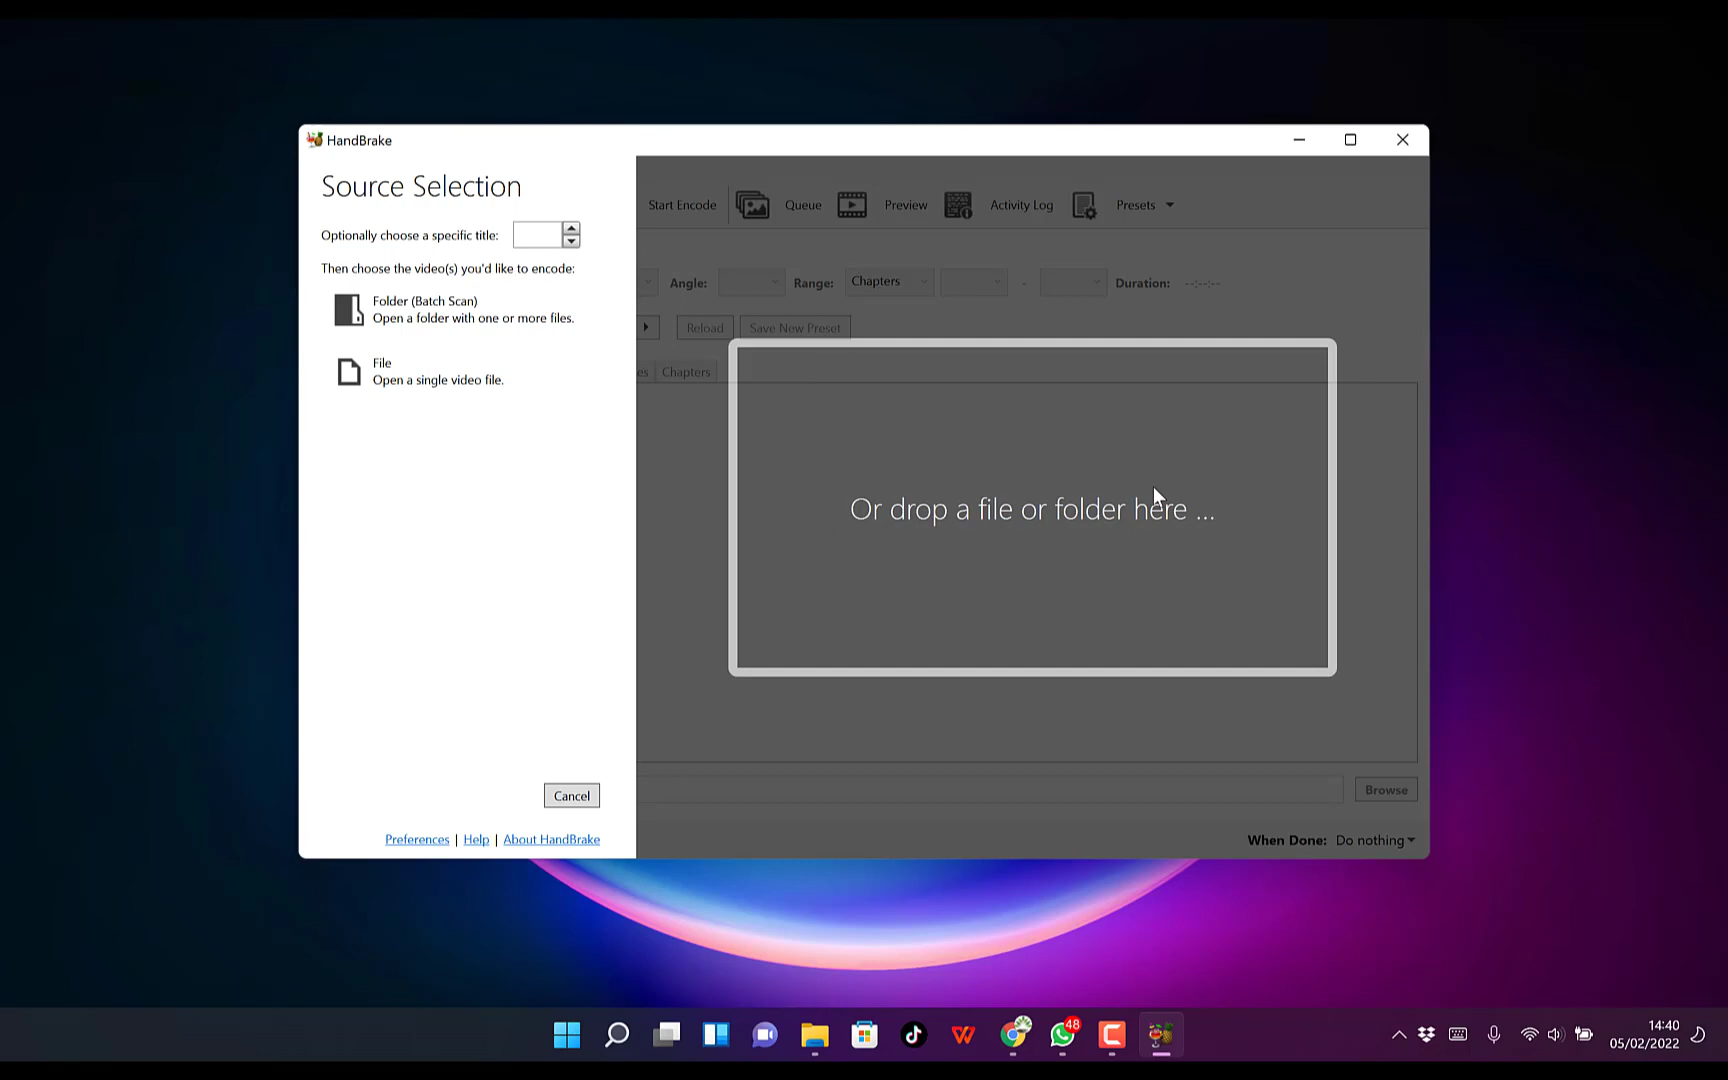 HandBrake
Source Selection
Optionally choose a specific title:
Then choose the video(s) you'd like to encode:
Folder (Batch Scan)
Open a folder with one or more files.
File
Open a single video file.
Cancel
Preferences | Help | About HandBrake
Start Encode Queue Preview Activity Log Presets
Angle: Range: Chapters - Duration: --:--:--
Reload Save New Preset
es Chapters
Or drop a file or folder here ...
Browse
When Done: Do nothing
48
14:40
05/02/2022